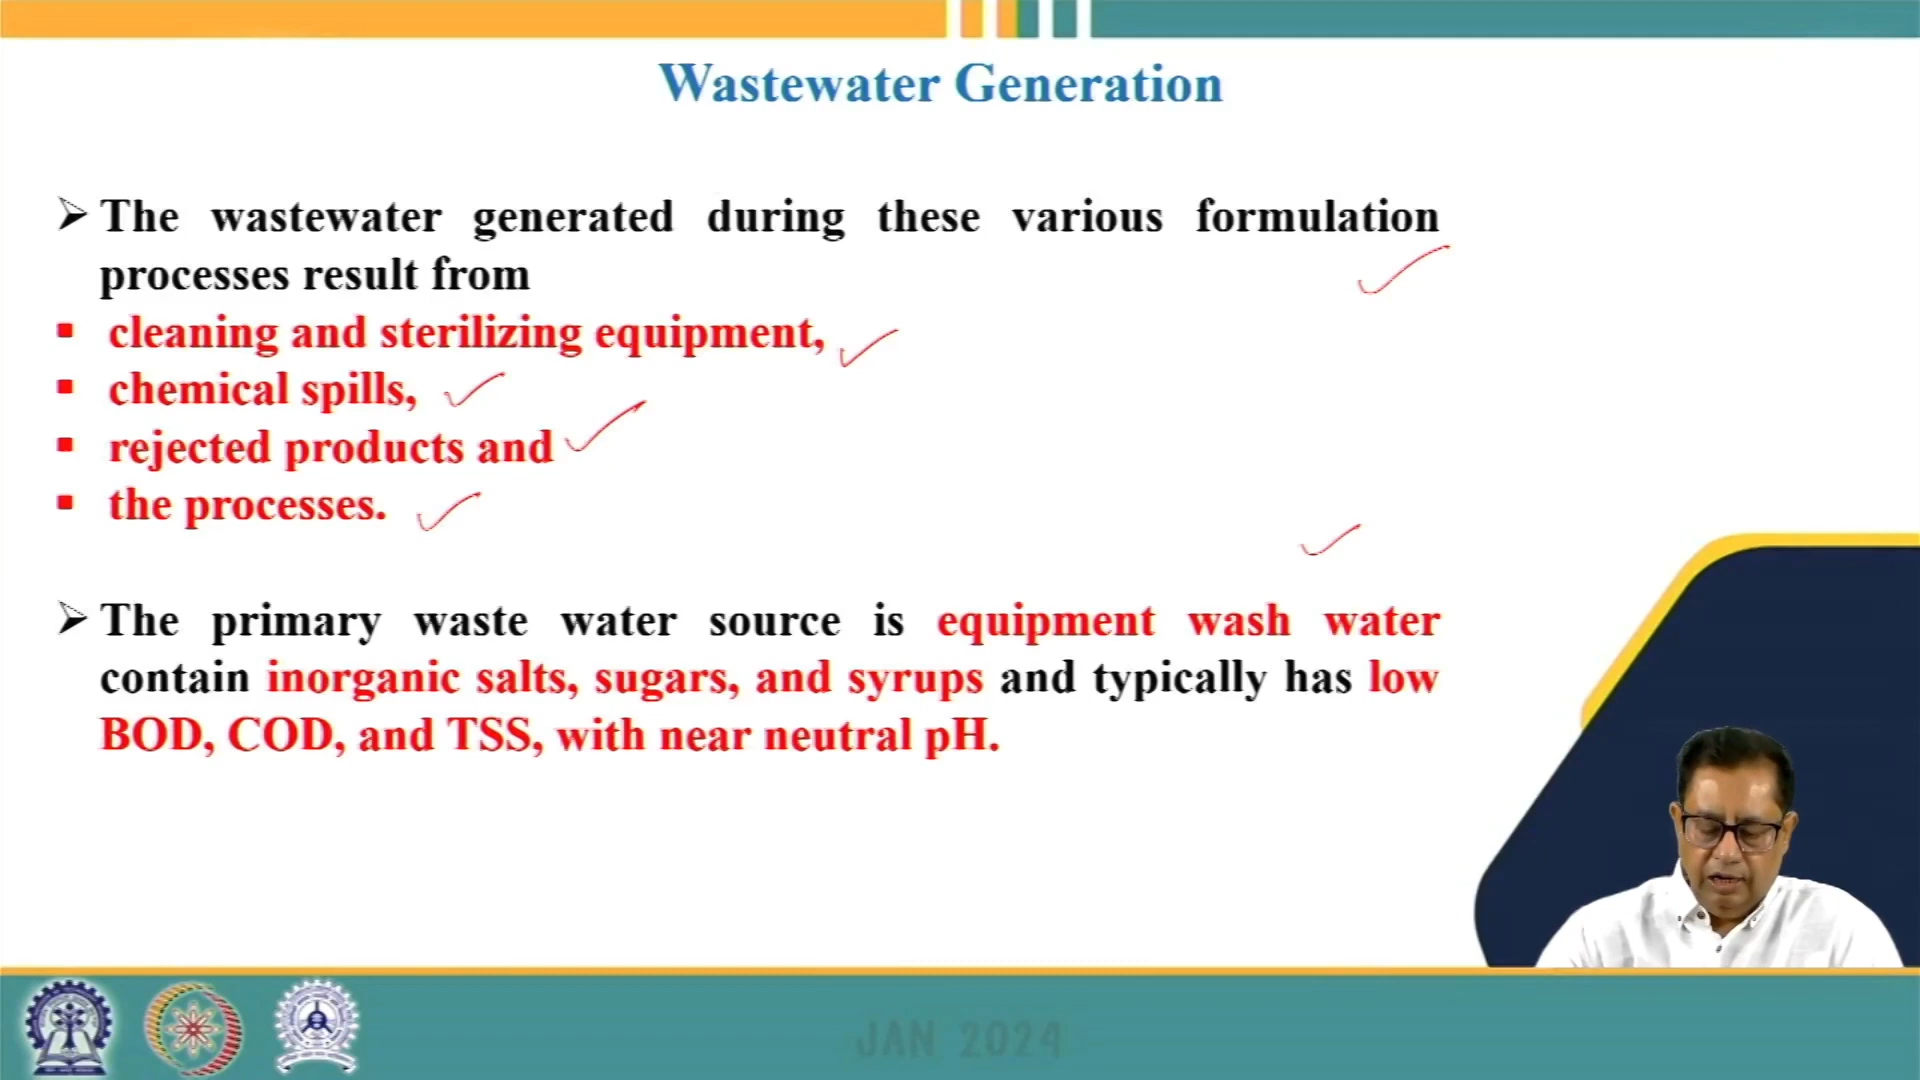 Wastewater Generation
The wastewater generated during these various formulation
processes result from
cleaning and sterilizing equipment,
chemical spills,
rejected products and
the processes.
The primary waste water source is equipment wash water
contain inorganic salts, sugars, and syrups and typically has low
BOD, COD, and TSS, with near neutral pH.
JAN 2024